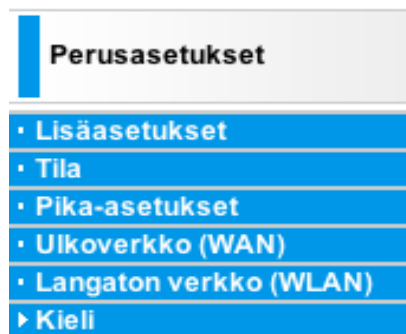 Perusasetukset
Lisäasetukset
Tila
Pika-asetukset
Ulkoverkko (WAN)
Langaton verkko (WLAN)
Kieli